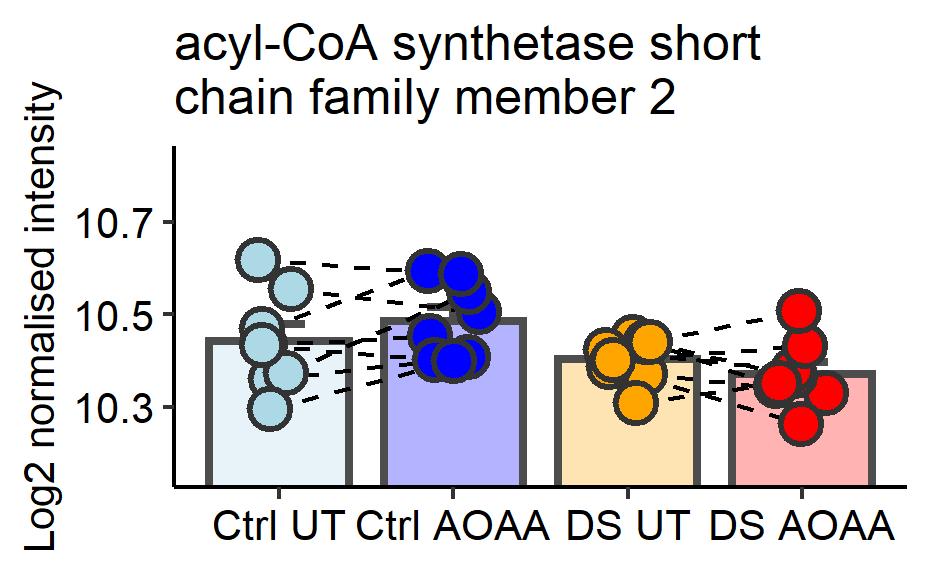 acyl-CoA synthetase short
chain family member 2
Log2 normalised intensity
10.7
10.5
10.3
Ctrl UT Ctrl AOAA DS UT DS AOAA